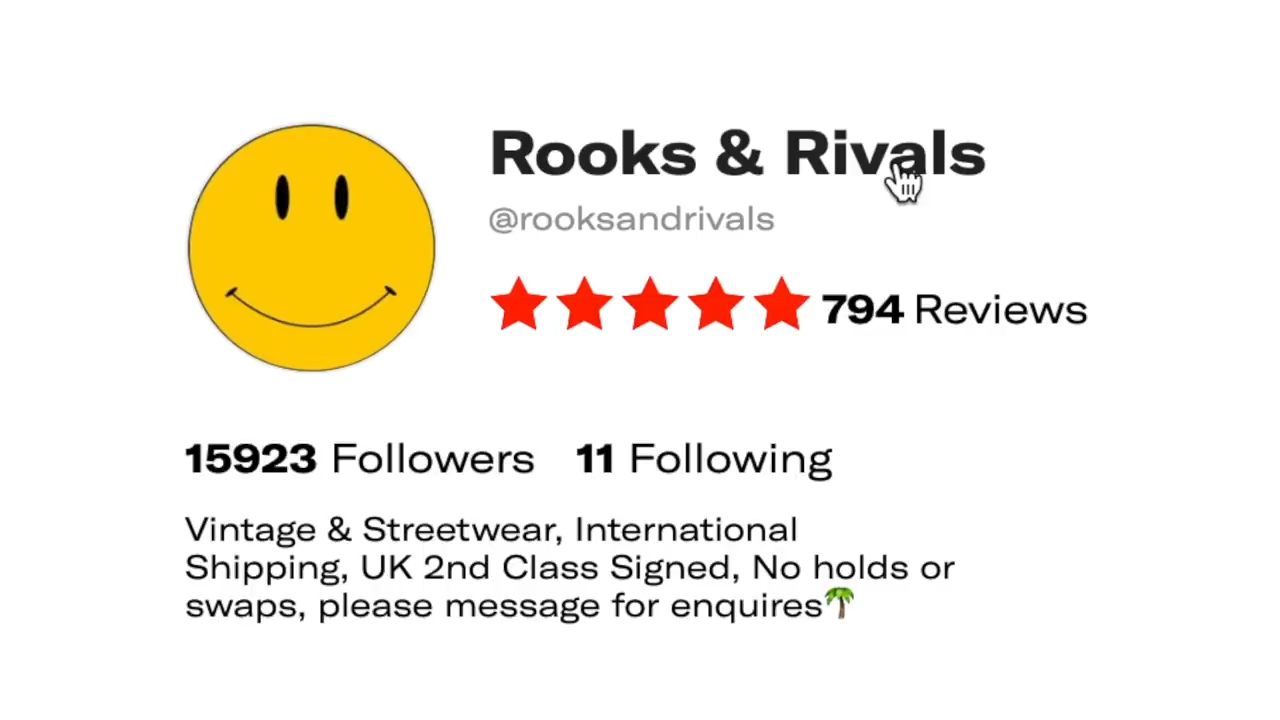 Rooks & Rivals
@rooksandrivals
794 Reviews
15923 Followers 11 Following
Vintage & Streetwear, International
Shipping, UK 2nd Class Signed, No holds or
swaps, please message for enquires🌴